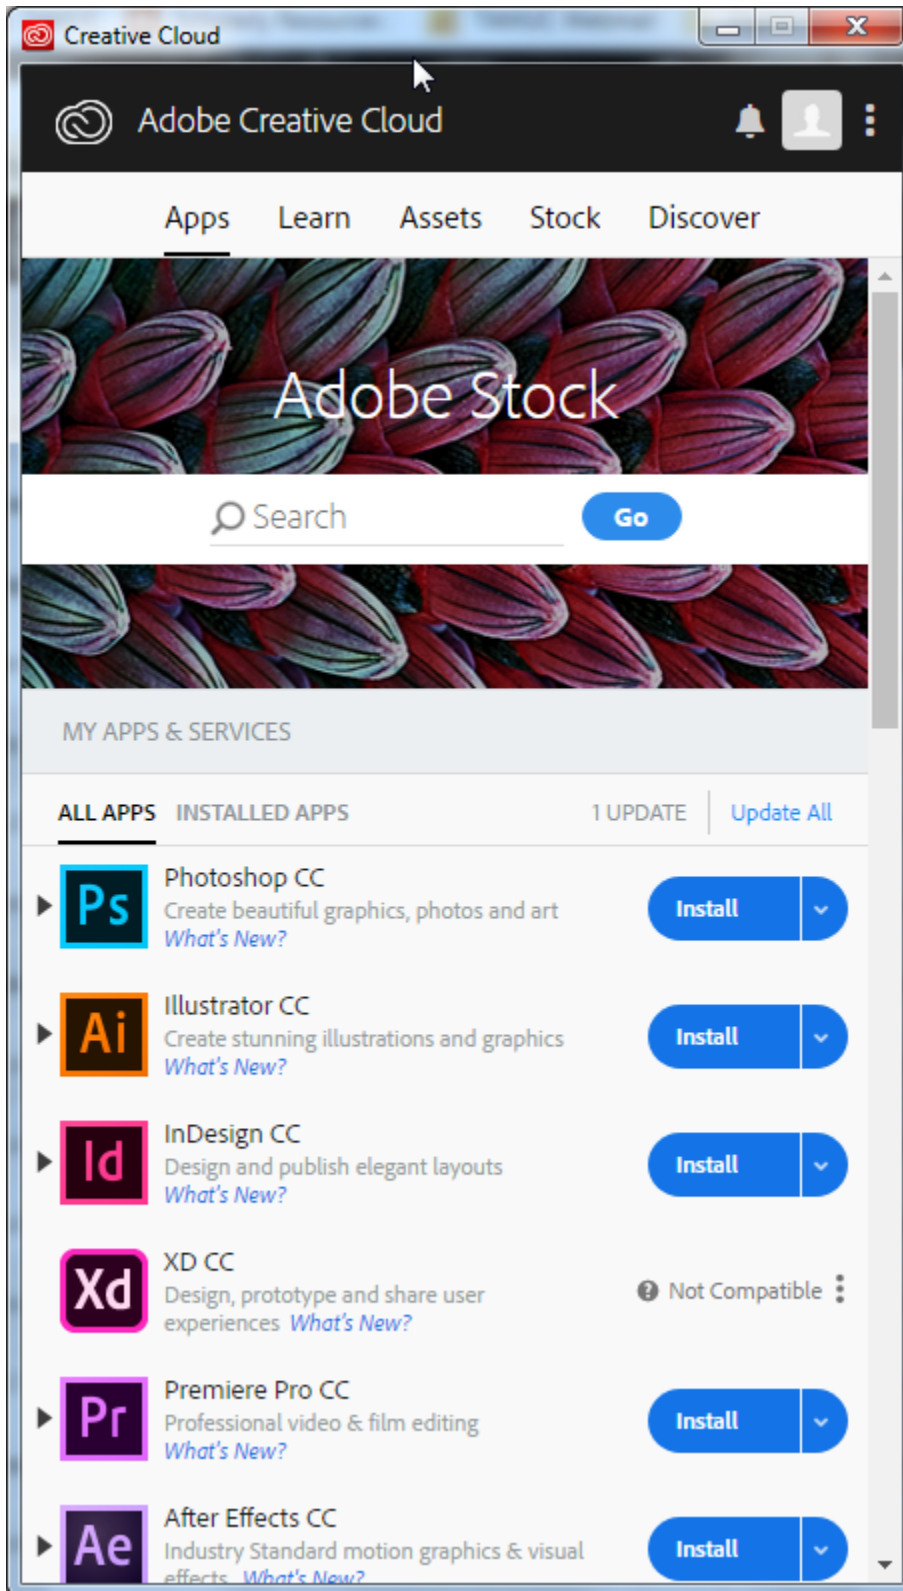 Creative Cloud
Adobe Creative Cloud
Apps Learn Assets Stock Discover
Adobe Stock
Search Go
MY APPS & SERVICES
ALL APPS INSTALLED APPS 1 UPDATE Update All
Ps Photoshop CC
Create beautiful graphics, photos and art
What's New?
Install
Ai Illustrator CC
Create stunning illustrations and graphics
What's New?
Install
Id InDesign CC
Design and publish elegant layouts
What's New?
Install
Xd XD CC
Design, prototype and share user
experiences What's New?
Not Compatible
Pr Premiere Pro CC
Professional video & film editing
What's New?
Install
Ae After Effects CC
Industry Standard motion graphics & visual
effects What's New?
Install